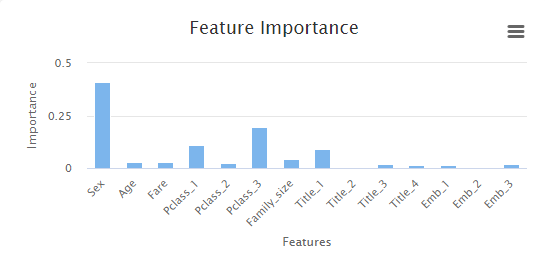 Feature Importance
Importance
0.5
0.25
0
Sex
Age
Fare
Pclass_1
Pclass_2
Pclass_3
Family_size
Title_1
Title_2
Title_3
Title_4
Emb_1
Emb_2
Emb_3
Features